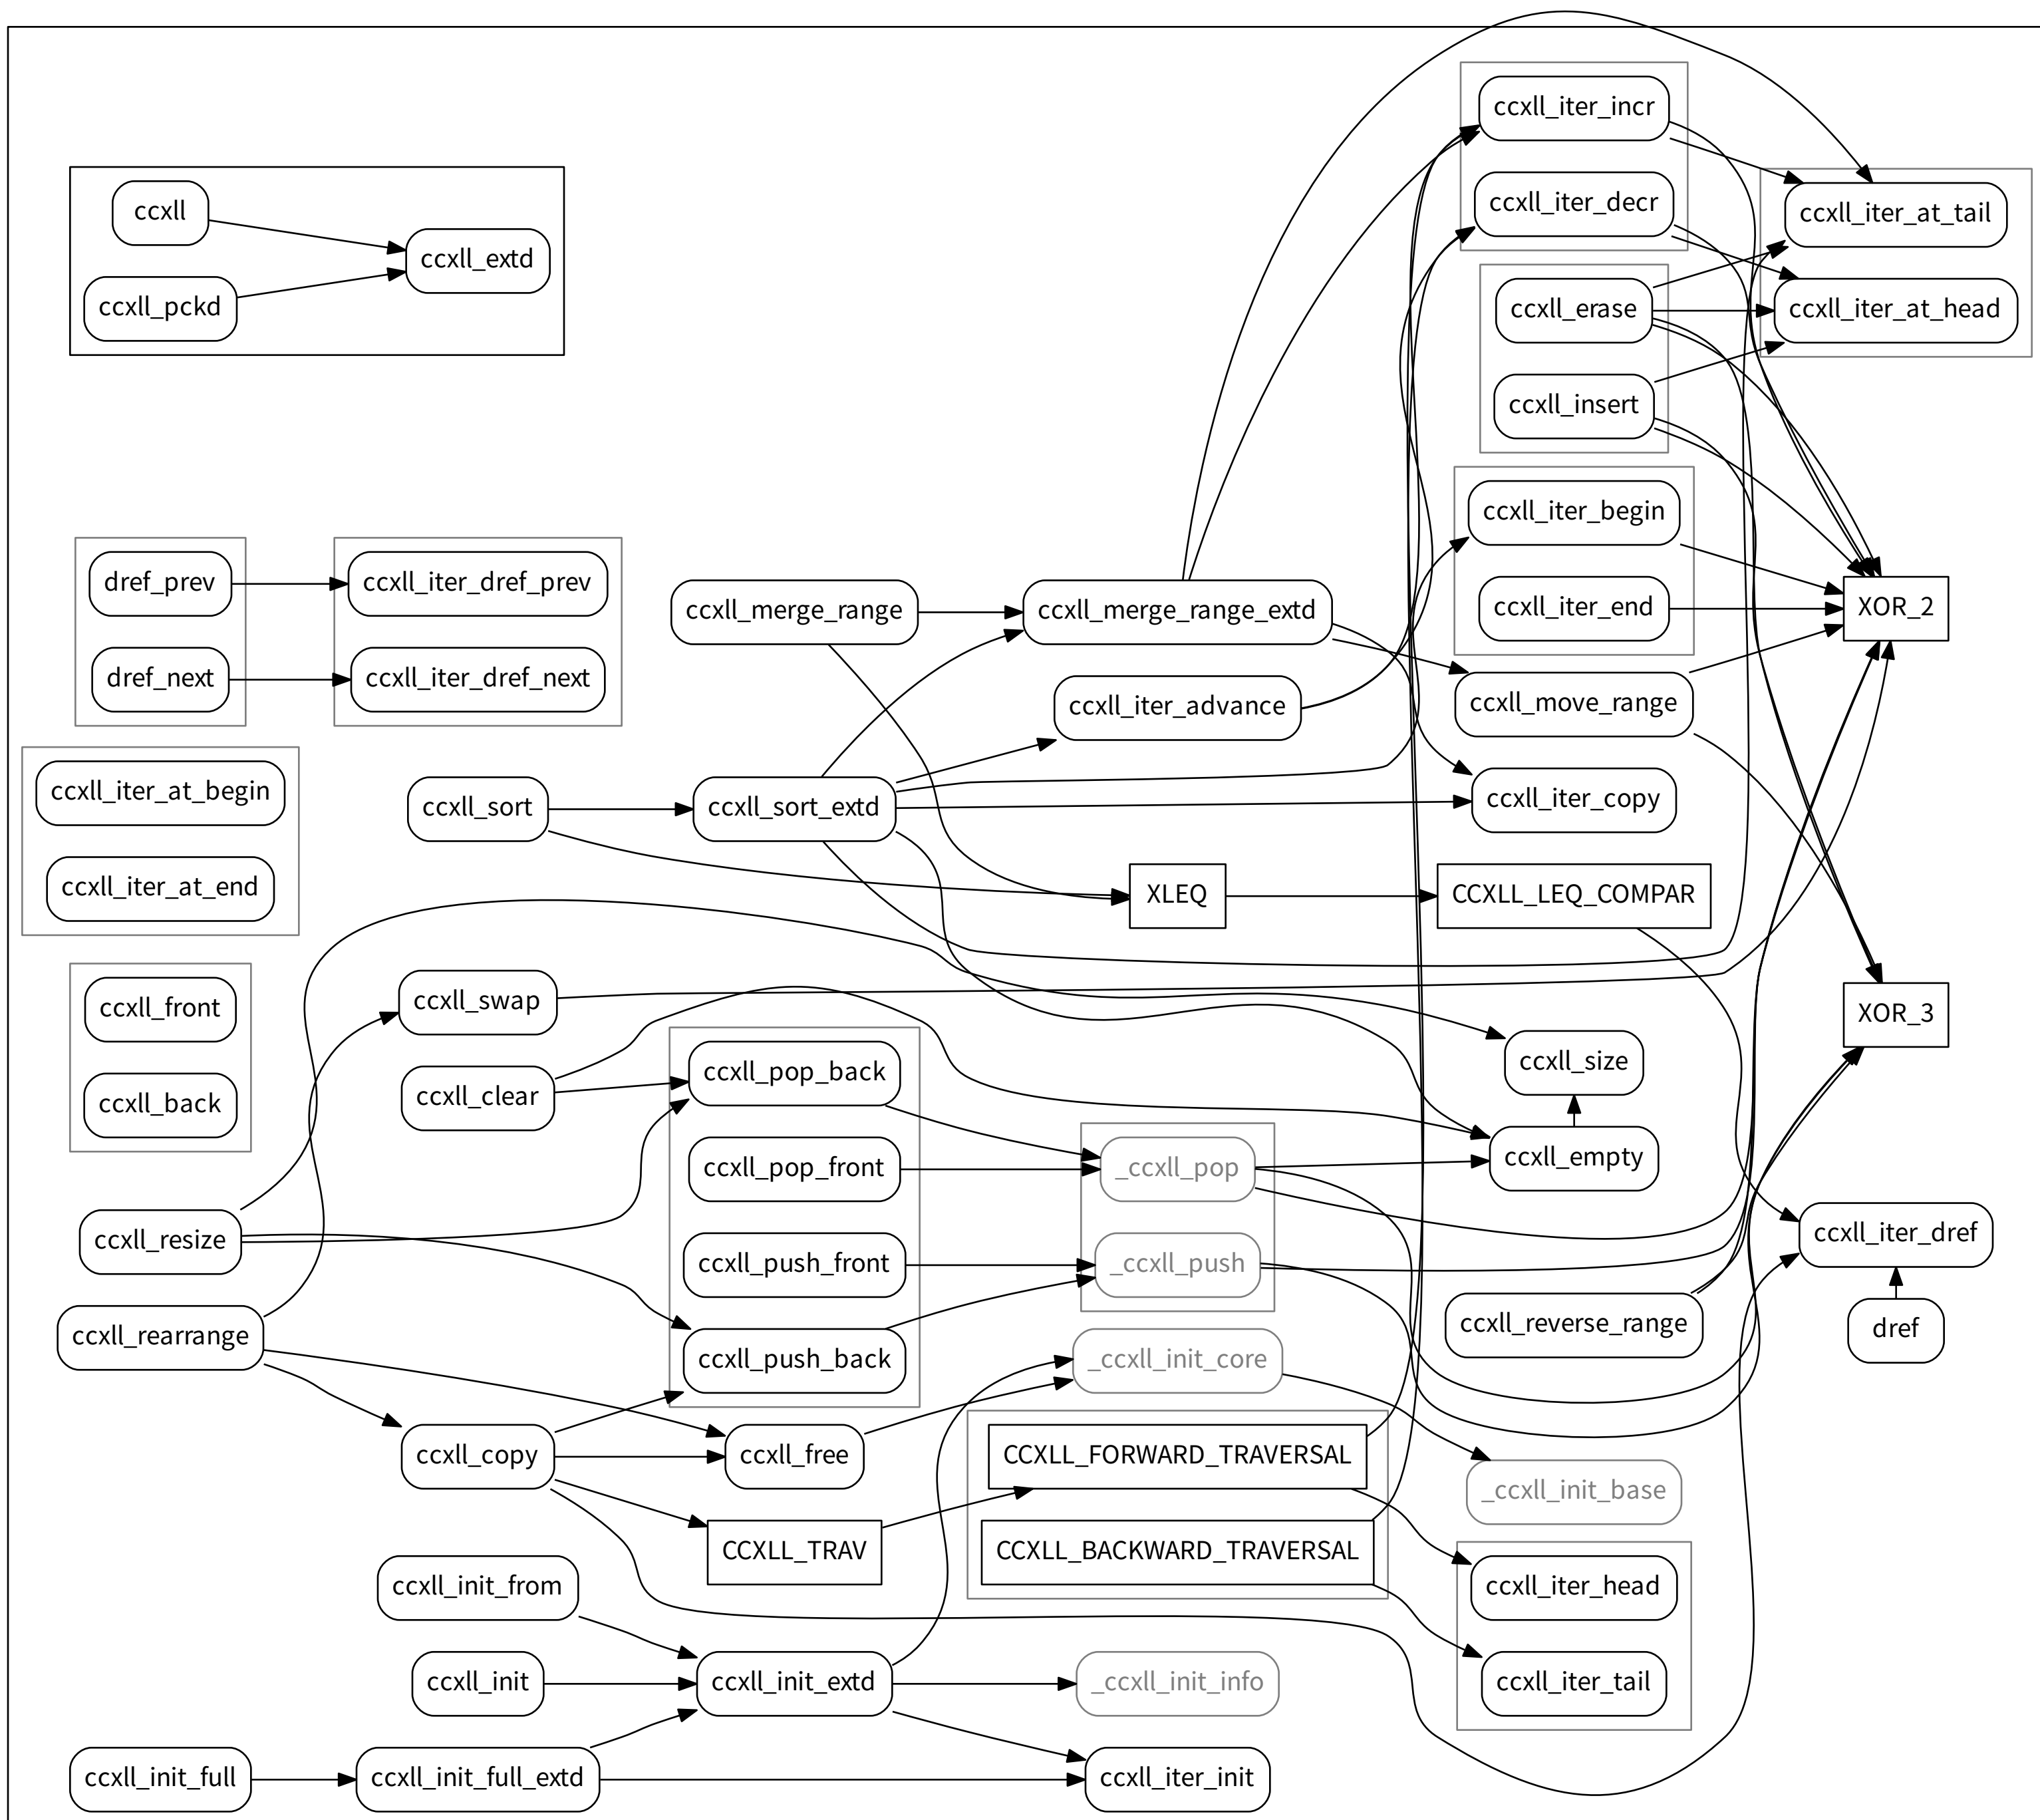 ccxll_iter_incr
ccxll
ccxll_iter_decr
ccxll_iter_at_tail
ccxll_extd
ccxll_pckd
ccxll_erase
ccxll_iter_at_head
ccxll_insert
ccxll_iter_begin
dref_prev
ccxll_iter_dref_prev
ccxll_merge_range
ccxll_merge_range_extd
ccxll_iter_end
XOR_2
dref_next
ccxll_iter_dref_next
ccxll_iter_advance
ccxll_move_range
ccxll_iter_at_begin
ccxll_sort
ccxll_sort_extd
ccxll_iter_copy
ccxll_iter_at_end
XLEQ
CCXLL_LEQ_COMPAR
ccxll_front
ccxll_swap
XOR_3
ccxll_pop_back
ccxll_size
ccxll_back
ccxll_clear
ccxll_pop_front
_ccxll_pop
ccxll_empty
ccxll_resize
ccxll_push_front
_ccxll_push
ccxll_iter_dref
ccxll_rearrange
ccxll_push_back
_ccxll_init_core
ccxll_reverse_range
dref
ccxll_copy
ccxll_free
CCXLL_FORWARD_TRAVERSAL
_ccxll_init_base
CCXLL_TRAV
CCXLL_BACKWARD_TRAVERSAL
ccxll_init_from
ccxll_iter_head
ccxll_init
ccxll_init_extd
_ccxll_init_info
ccxll_iter_tail
ccxll_init_full
ccxll_init_full_extd
ccxll_iter_init